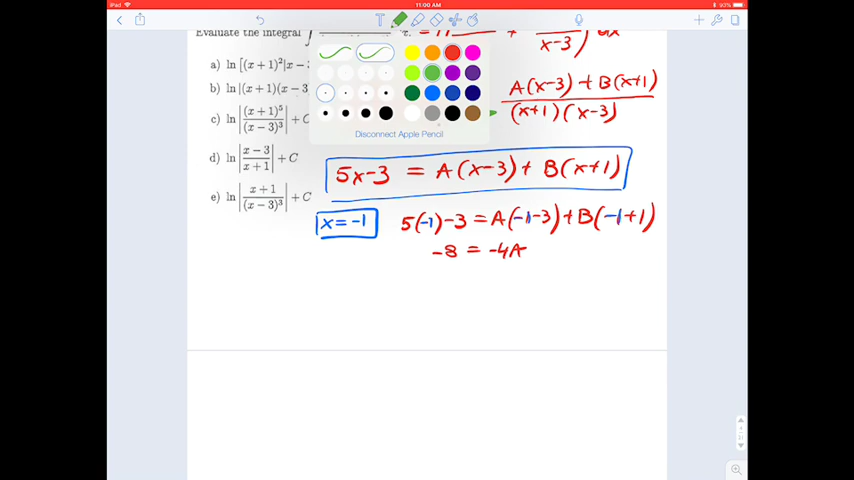 iPad
11:00 AM
93%
Evaluate the integral ∫
+
x-3) dx
a) ln [(x + 1)²|x − 3
b) ln |(x + 1)(x − 3
c) ln |(x + 1)⁵/(x − 3)³| + C
d) ln |x − 3/x + 1| + C
e) ln |x + 1/(x − 3)³| + C
Disconnect Apple Pencil
A(x-3)+B(x+1)
(x+1)(x-3)
5x-3 = A(x-3)+ B(x+1)
x=-1
5(-1)-3 = A(-1-3)+B(-1+1)
-8 = -4A